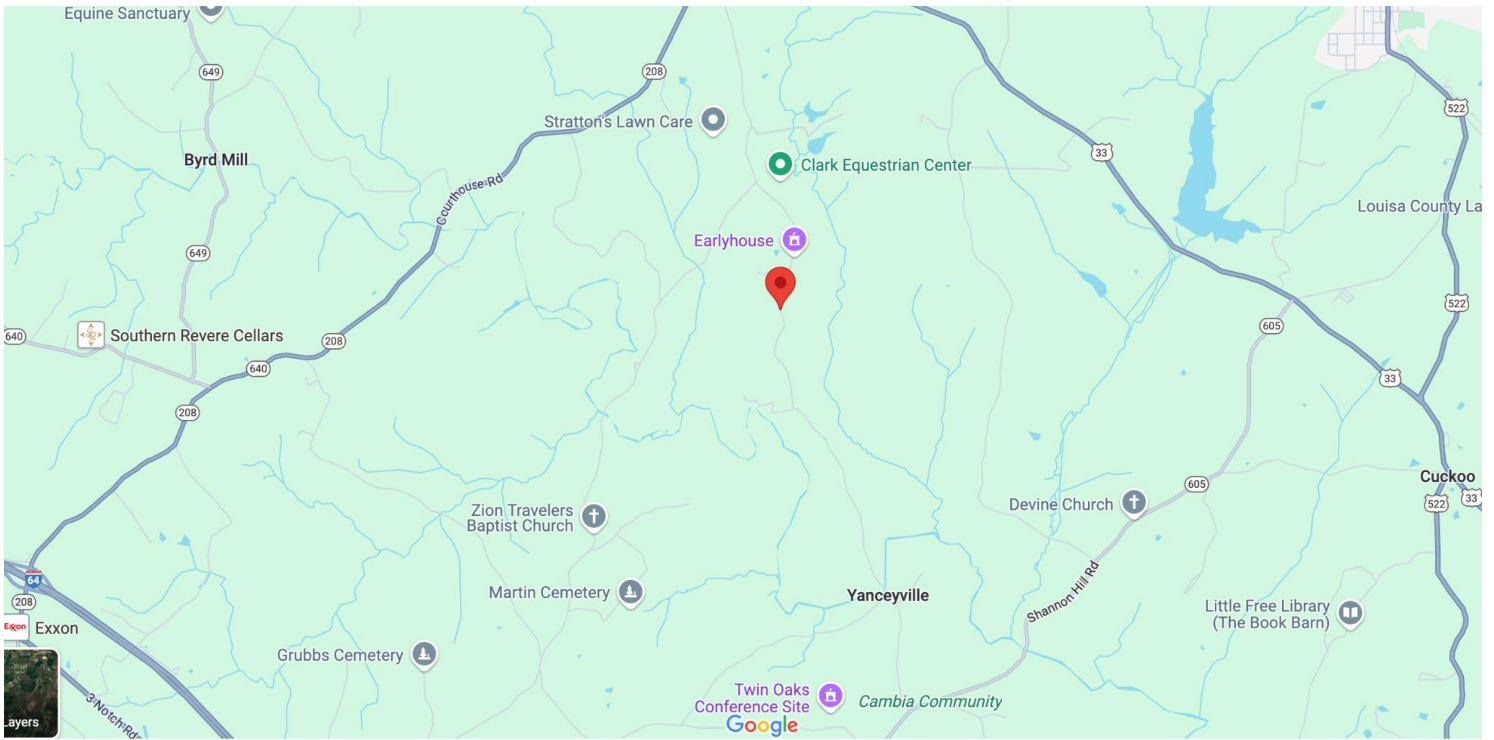 Equine Sanctuary
649
208
Stratton's Lawn Care
522
33
Byrd Mill
Clark Equestrian Center
Courthouse Rd
Louisa County La
Earlyhouse
649
522
605
640
Southern Revere Cellars
208
640
33
208
Cuckoo
605
522
33
Devine Church
Zion Travelers
Baptist Church
64
Martin Cemetery
Yanceyville
Shannon Hill Rd
208
Little Free Library
(The Book Barn)
Exxon
Exxon
Grubbs Cemetery
Twin Oaks
Conference Site
Cambia Community
3 Notch Rd
Layers
Google